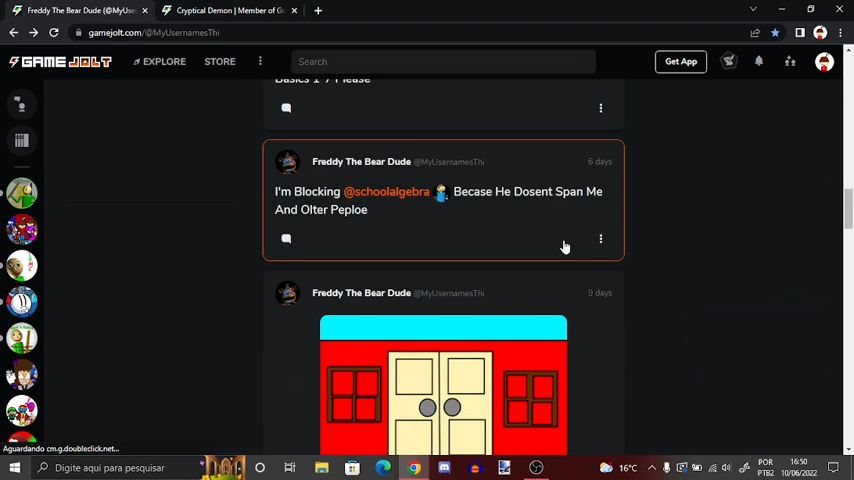 Freddy The Bear Dude (@MyUser
Cryptical Demon | Member of G
gamejolt.com/@MyUsernamesThi
GAME JOLT
EXPLORE
STORE
Search
Get App
Basics 1-7 Please
Freddy The Bear Dude @MyUsernamesThi
6 days
I'm Blocking @schoolalgebra Becase He Dosent Span Me
And Olter Peploe
Freddy The Bear Dude @MyUsernamesThi
9 days
Aguardando cm.g.doubleclick.net...
Digite aqui para pesquisar
16°C
POR
PTB2
16:50
10/06/2022